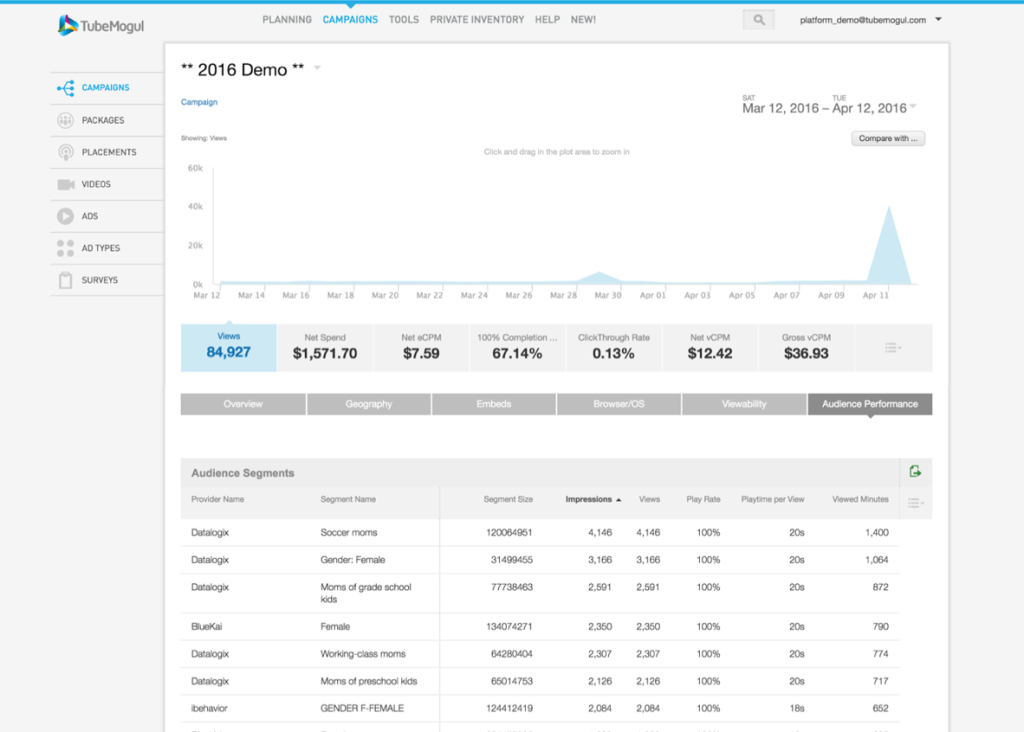 TubeMogul
PLANNING CAMPAIGNS TOOLS PRIVATE INVENTORY HELP NEW!
platform_demo@tubemogul.com
CAMPAIGNS
PACKAGES
PLACEMENTS
VIDEOS
ADS
AD TYPES
SURVEYS
** 2016 Demo **
Campaign
SAT TUE
Mar 12, 2016 – Apr 12, 2016
Showing: Views
Compare with ...
Click and drag in the plot area to zoom in
60k
40k
20k
0k
Mar 12 Mar 14 Mar 16 Mar 18 Mar 20 Mar 22 Mar 24 Mar 26 Mar 28 Mar 30 Apr 01 Apr 03 Apr 05 Apr 07 Apr 09 Apr 11
Views Net Spend Net eCPM 100% Completion ... ClickThrough Rate Net vCPM Gross vCPM
84,927 $1,571.70 $7.59 67.14% 0.13% $12.42 $36.93
Overview Geography Embeds Browser/OS Viewability Audience Performance
Audience Segments
Provider Name Segment Name Segment Size Impressions Views Play Rate Playtime per View Viewed Minutes
Datalogix Soccer moms 120064951 4,146 4,146 100% 20s 1,400
Datalogix Gender: Female 31499455 3,166 3,166 100% 20s 1,064
Datalogix Moms of grade school 77738463 2,591 2,591 100% 20s 872
kids
BlueKai Female 134074271 2,350 2,350 100% 20s 790
Datalogix Working-class moms 64280404 2,307 2,307 100% 20s 774
Datalogix Moms of preschool kids 65014753 2,126 2,126 100% 20s 717
ibehavior GENDER F-FEMALE 124412419 2,084 2,084 100% 18s 652